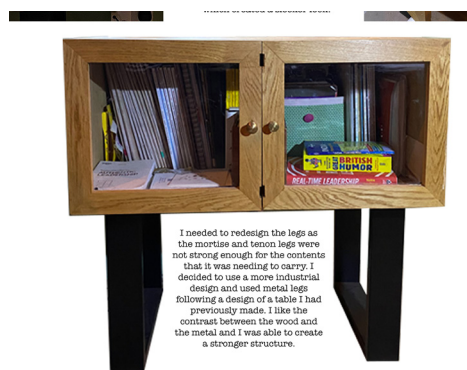 GREAT BRITISH
HUMOR
REAL-TIME LEADERSHIP
I needed to redesign the legs as
the mortise and tenon legs were
not strong enough for the contents
that it was needing to carry. I
decided to use a more industrial
design and used metal legs
following a design of a table I had
previously made. I like the
contrast between the wood and
the metal and I was able to create
a stronger structure.